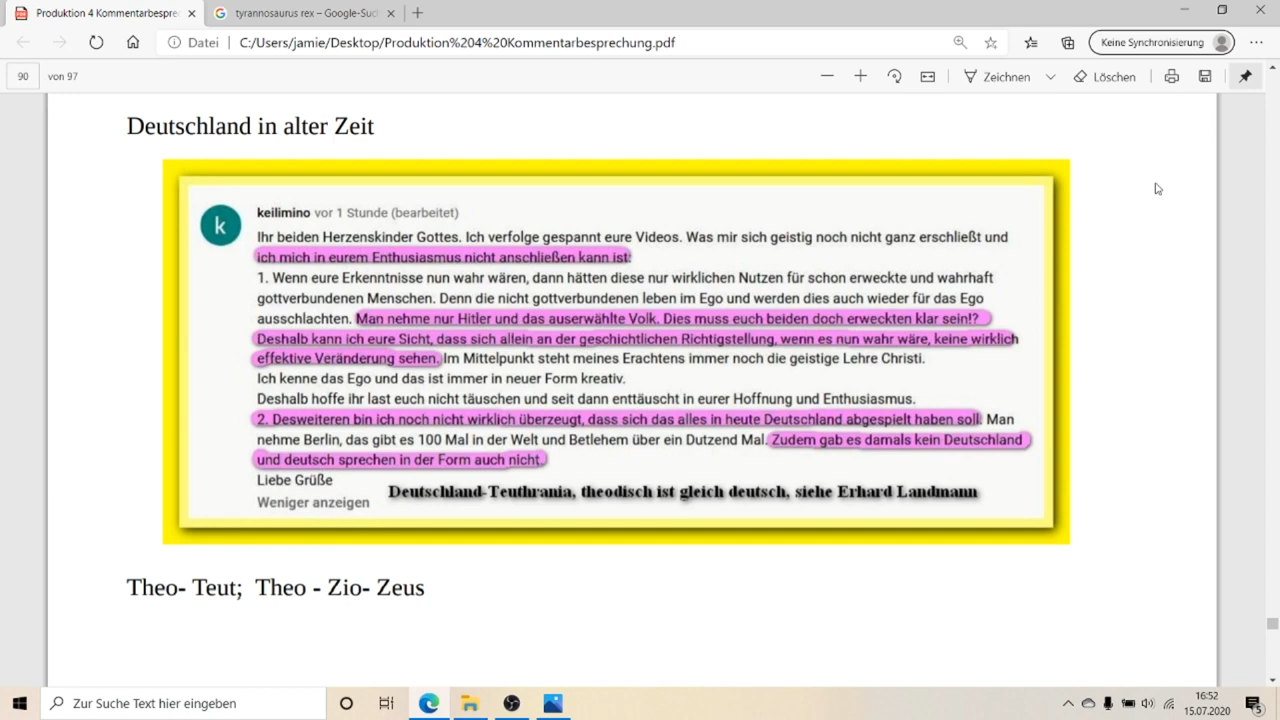 Produktion 4 Kommentarbespre
tyrannosaurus rex – Google-Suc
Datei
C:/Users/jamie/Desktop/Produktion%204%20Kommentarbesprechung.pdf
Keine Synchronisierung
90 von 97
Zeichnen
Löschen
Deutschland in alter Zeit
k
keilimino vor 1 Stunde (bearbeitet)
Ihr beiden Herzenskinder Gottes. Ich verfolge gespannt eure Videos. Was mir sich geistig noch nicht ganz erschließt und
ich mich in eurem Enthusiasmus nicht anschließen kann ist:
1. Wenn eure Erkenntnisse nun wahr wären, dann hätten diese nur wirklichen Nutzen für schon erweckte und wahrhaft
gottverbundenen Menschen. Denn die nicht gottverbundenen leben im Ego und werden dies auch wieder für das Ego
ausschlachten. Man nehme nur Hitler und das auserwählte Volk. Dies muss euch beiden doch erweckten klar sein!?
Deshalb kann ich eure Sicht, dass sich allein an der geschichtlichen Richtigstellung, wenn es nun wahr wäre, keine wirklich
effektive Veränderung sehen. Im Mittelpunkt steht meines Erachtens immer noch die geistige Lehre Christi.
Ich kenne das Ego und das ist immer in neuer Form kreativ.
Deshalb hoffe ihr last euch nicht täuschen und seit dann enttäuscht in eurer Hoffnung und Enthusiasmus.
2. Desweiteren bin ich noch nicht wirklich überzeugt, dass sich das alles in heute Deutschland abgespielt haben soll. Man
nehme Berlin, das gibt es 100 Mal in der Welt und Betlehem über ein Dutzend Mal. Zudem gab es damals kein Deutschland
und deutsch sprechen in der Form auch nicht.
Liebe Grüße
Weniger anzeigen
Deutschland-Teuthrania, theodisch ist gleich deutsch, siehe Erhard Landmann
Theo- Teut; Theo - Zio- Zeus
Zur Suche Text hier eingeben
16:52
15.07.2020
5